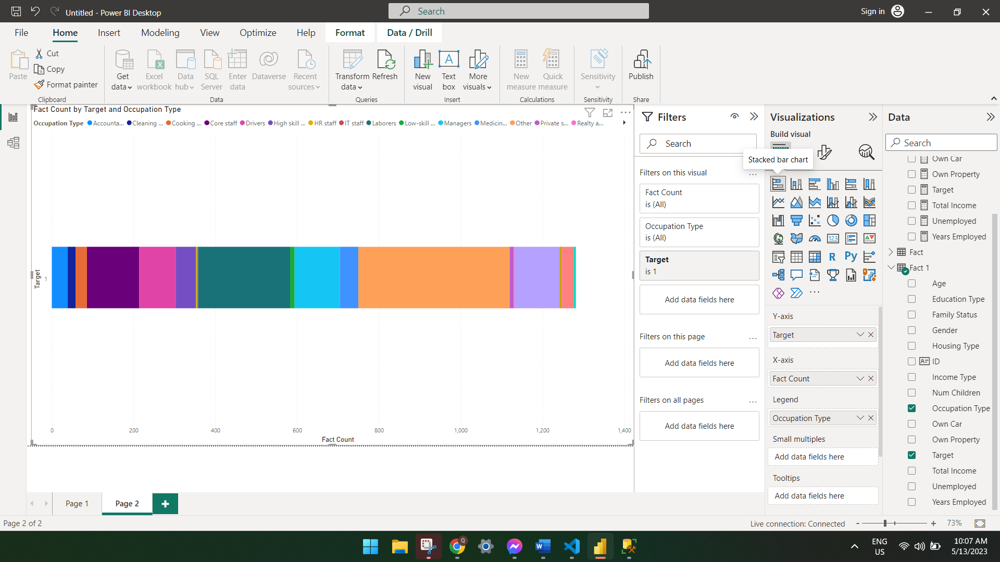 Untitled - Power BI Desktop
Search
Sign in
File
Home
Insert
Modeling
View
Optimize
Help
Format
Data / Drill
Paste
Cut
Copy
Format painter
Clipboard
Get data
Excel workbook
Data hub
SQL Server
Enter data
Dataverse
Recent sources
Data
Transform data
Refresh
Queries
New visual
Text box
More visuals
Insert
New measure
Quick measure
Calculations
Sensitivity
Sensitivity
Publish
Share
Fact Count by Target and Occupation Type
Occupation Type Accounta... Cleaning ... Cooking ... Core staff Drivers High skill ... HR staff IT staff Laborers Low-skill ... Managers Medicin... Other Private s... Realty a...
Target
1
0 200 400 600 800 1,000 1,200 1,400
Fact Count
Filters
Search
Filters on this visual
...
Fact Count
is (All)
Occupation Type
is (All)
Target
is 1
Add data fields here
Filters on this page
...
Add data fields here
Filters on all pages
...
Add data fields here
Visualizations
Build visual
Stacked bar chart
123
R
Py
...
Y-axis
Target
X-axis
Fact Count
Legend
Occupation Type
Small multiples
Add data fields here
Tooltips
Add data fields here
Data
Search
Own Car
Own Property
Target
Total Income
Unemployed
Years Employed
Fact
Fact 1
Age
Education Type
Family Status
Gender
Housing Type
ID
Income Type
Num Children
Occupation Type
Own Car
Own Property
Target
Total Income
Unemployed
Years Employed
Page 1
Page 2
+
Page 2 of 2
Live connection: Connected
- + 73%
ENG
US
10:07 AM
5/13/2023